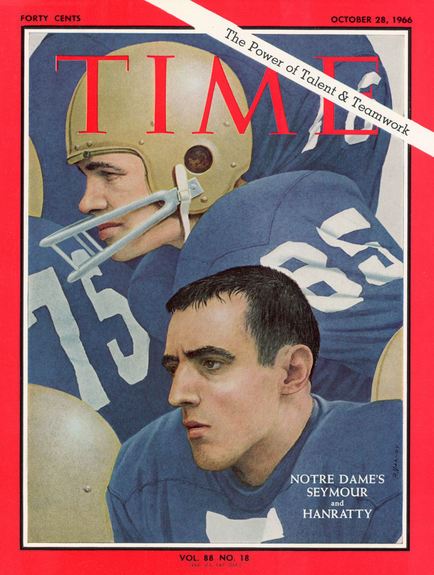 FORTY CENTS
OCTOBER 28, 1966
The Power of Talent & Teamwork
TIME
16
75
85
NOTRE DAME'S
SEYMOUR
and
HANRATTY
VOL. 88 NO. 18